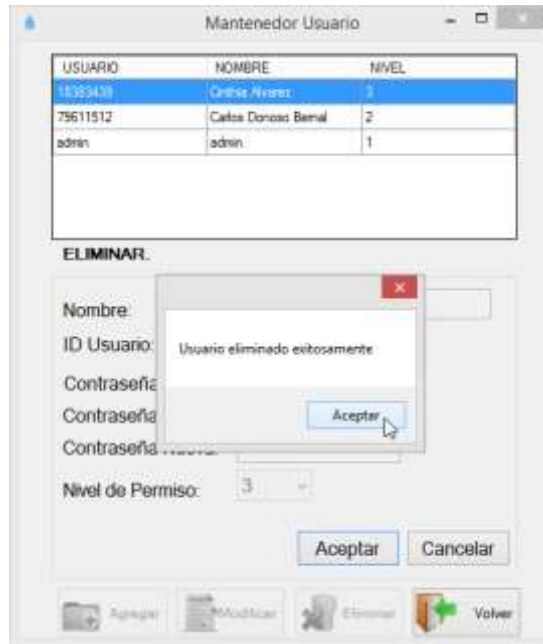 Mantenedor Usuario
USUARIO NOMBRE NIVEL
18383439 Cinthia Alvarez 3
79611512 Carlos Donoso Bernal 2
admin admin 1
ELIMINAR.
Nombre:
ID Usuario:
Usuario eliminado exitosamente
Contraseña
Contraseña
Aceptar
Contraseña
Nivel de Permiso: 3
Aceptar Cancelar
Agregar Modificar Eliminar Volver